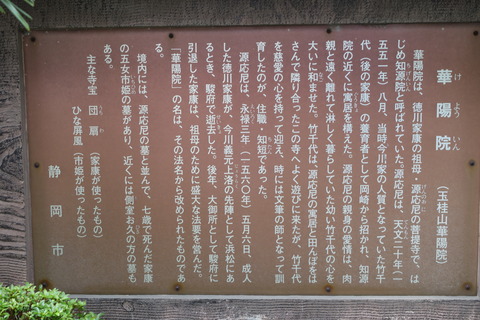 華陽院（玉桂山華陽院）
け よう いん
華陽院は、徳川家康の祖母・源応尼の菩提寺で、は
じめ知源院と呼ばれていた。源応尼は、天文二十年（一
五五一年）八月、当時今川家の人質となっていた竹千
代（後の家康）の養育者として岡崎から招かれ、知源
院の近くに寓居を構えた。源応尼の親身の愛情は、肉
親と遠く離れて淋しく暮らしていた幼い竹千代の心を
大いに和ませた。竹千代は、源応尼の寓居と田んぼをは
さんで隣り合ったこの寺へよく遊びに来たが、竹千代
を慈愛の心を持って迎え、時には文筆の師となって訓
育したのが、住職・知短であった。
源応尼は、永禄三年（一五六〇年）五月六日、成人
した徳川家康が、今川義元上洛の先陣として浜松にあ
るとき、駿府で逝去した。後年、大御所として駿府に
引退した家康は、祖母のために盛大な法要を営んだ。
「華陽院」の名は、その法名から改められたものであ
る。
境内には、源応尼の墓と並んで、七歳で死んだ家康
の五女市姫の墓があり、近くには側室お久の方の墓も
ある。
主な寺宝 団扇（家康が使ったもの）
ひな屏風（市姫が使ったもの）
静岡市